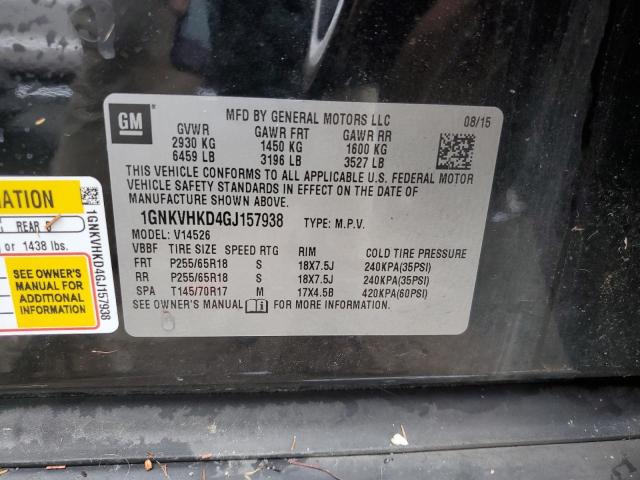 GM
MFD BY GENERAL MOTORS LLC
08/15
GVWR GAWR FRT GAWR RR
2930 KG 1450 KG 1600 KG
6459 LB 3196 LB 3527 LB
THIS VEHICLE CONFORMS TO ALL APPLICABLE U.S. FEDERAL MOTOR
VEHICLE SAFETY STANDARDS IN EFFECT ON THE DATE OF
MANUFACTURE SHOWN ABOVE.
1GNKVHKD4GJ157938 TYPE: M.P.V.
MODEL: V14526
VBBF TIRE SIZE SPEED RTG RIM COLD TIRE PRESSURE
FRT P255/65R18 S 18X7.5J 240KPA(35PSI)
RR P255/65R18 S 18X7.5J 240KPA(35PSI)
SPA T145/70R17 M 17X4.5B 420KPA(60PSI)
SEE OWNER'S MANUAL FOR MORE INFORMATION.
MATION
REAR
or 1438 lbs.
SEE OWNER'S
MANUAL FOR
ADDITIONAL
INFORMATION
1GNKVHKD4GJ157938